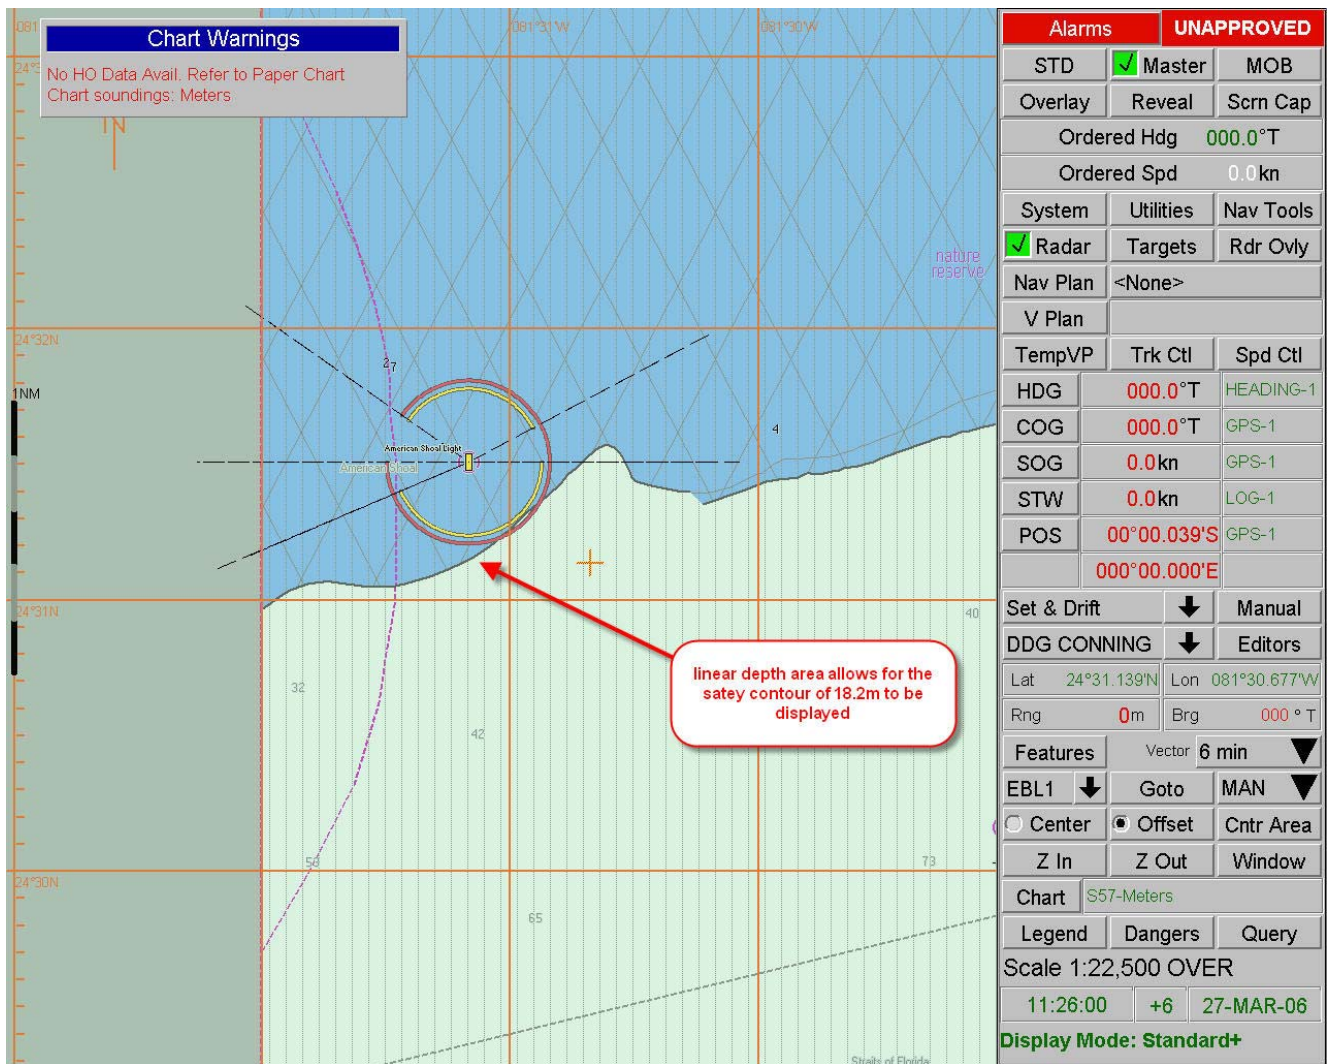 081
081°31'W
081°30'W
Chart Warnings
No HO Data Avail. Refer to Paper Chart
Chart soundings: Meters
24°3
N
nature
reserve
24°32'N
27
1NM
American Shoal Light
American Shoal
4
24°31N
40
linear depth area allows for the
satey contour of 18.2m to be
displayed
32
42
56
73
24°30N
65
Straits of Florida
Alarms UNAPPROVED
STD Master MOB
Overlay Reveal Scrn Cap
Ordered Hdg 000.0°T
Ordered Spd 0.0kn
System Utilities Nav Tools
Radar Targets Rdr Ovly
Nav Plan <None>
V Plan
TempVP Trk Ctl Spd Ctl
HDG 000.0°T HEADING-1
COG 000.0°T GPS-1
SOG 0.0kn GPS-1
STW 0.0kn LOG-1
POS 00°00.039'S GPS-1
000°00.000'E
Set & Drift Manual
DDG CONNING Editors
Lat 24°31.139'N Lon 081°30.677'W
Rng 0m Brg 000 ° T
Features Vector 6 min
EBL1 Goto MAN
Center Offset Cntr Area
Z In Z Out Window
Chart S57-Meters
Legend Dangers Query
Scale 1:22,500 OVER
11:26:00 +6 27-MAR-06
Display Mode: Standard+